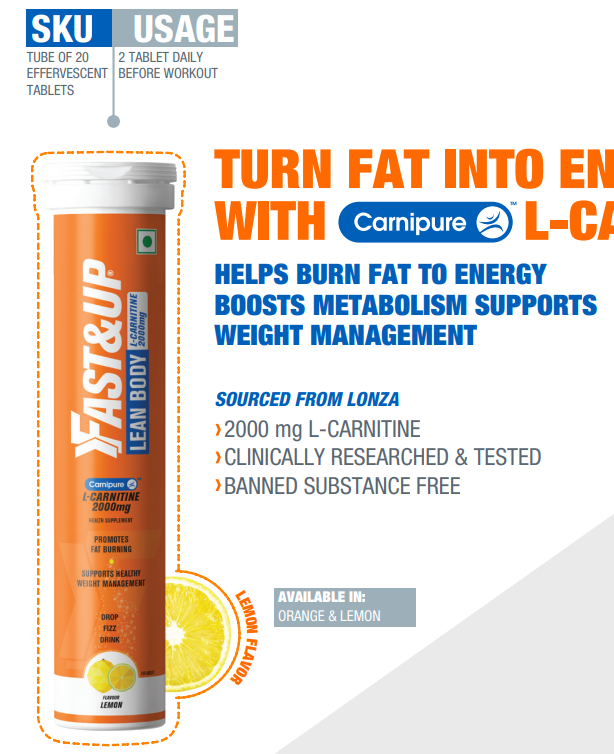 SKU USAGE
TUBE OF 20 EFFERVESCENT TABLETS
2 TABLET DAILY BEFORE WORKOUT
TURN FAT INTO EN
WITH Carnipure™ L-CA
HELPS BURN FAT TO ENERGY
BOOSTS METABOLISM SUPPORTS
WEIGHT MANAGEMENT
SOURCED FROM LONZA
› 2000 mg L-CARNITINE
› CLINICALLY RESEARCHED & TESTED
› BANNED SUBSTANCE FREE
FAST&UP®
LEAN BODY
L-CARNITINE
2000mg
Carnipure
L-CARNITINE
2000mg
HEALTH SUPPLEMENT
PROMOTES
FAT BURNING
SUPPORTS HEALTHY
WEIGHT MANAGEMENT
DROP
FIZZ
DRINK
FLAVOUR
LEMON
LEMON FLAVOR
AVAILABLE IN:
ORANGE & LEMON